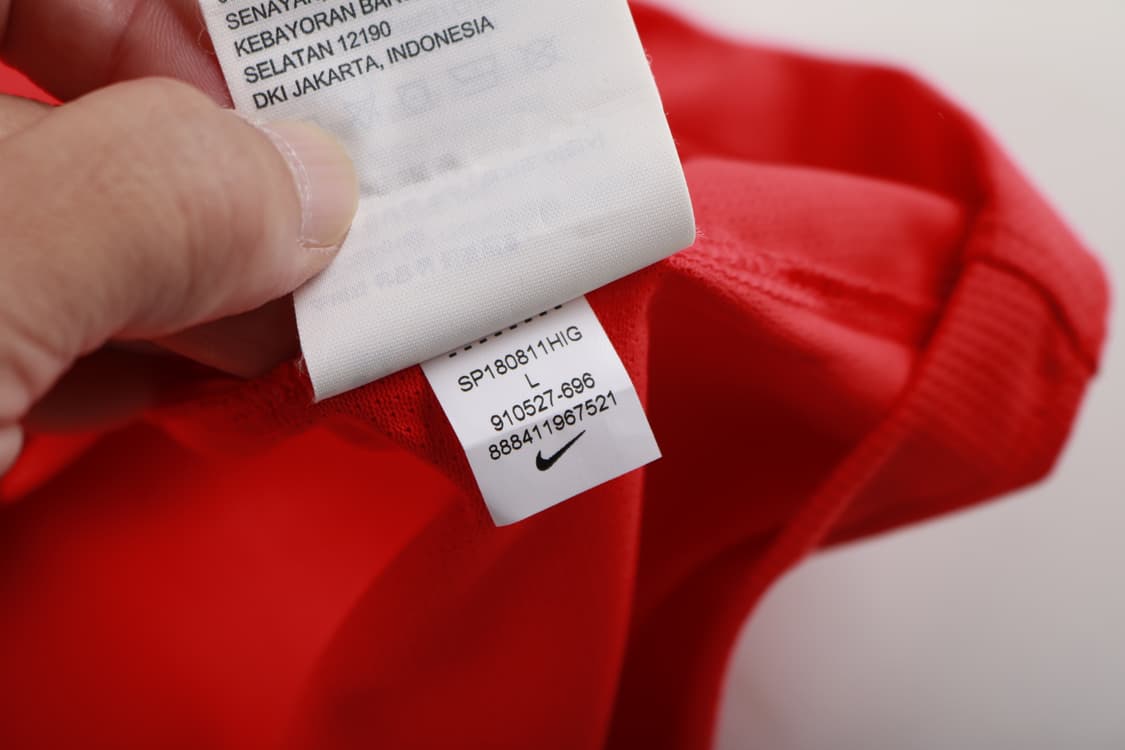 SENAYAN,
KEBAYORAN
SELATAN 12190
DKI JAKARTA, INDONESIA
SP180811HIG
L
910527-696
888411967521